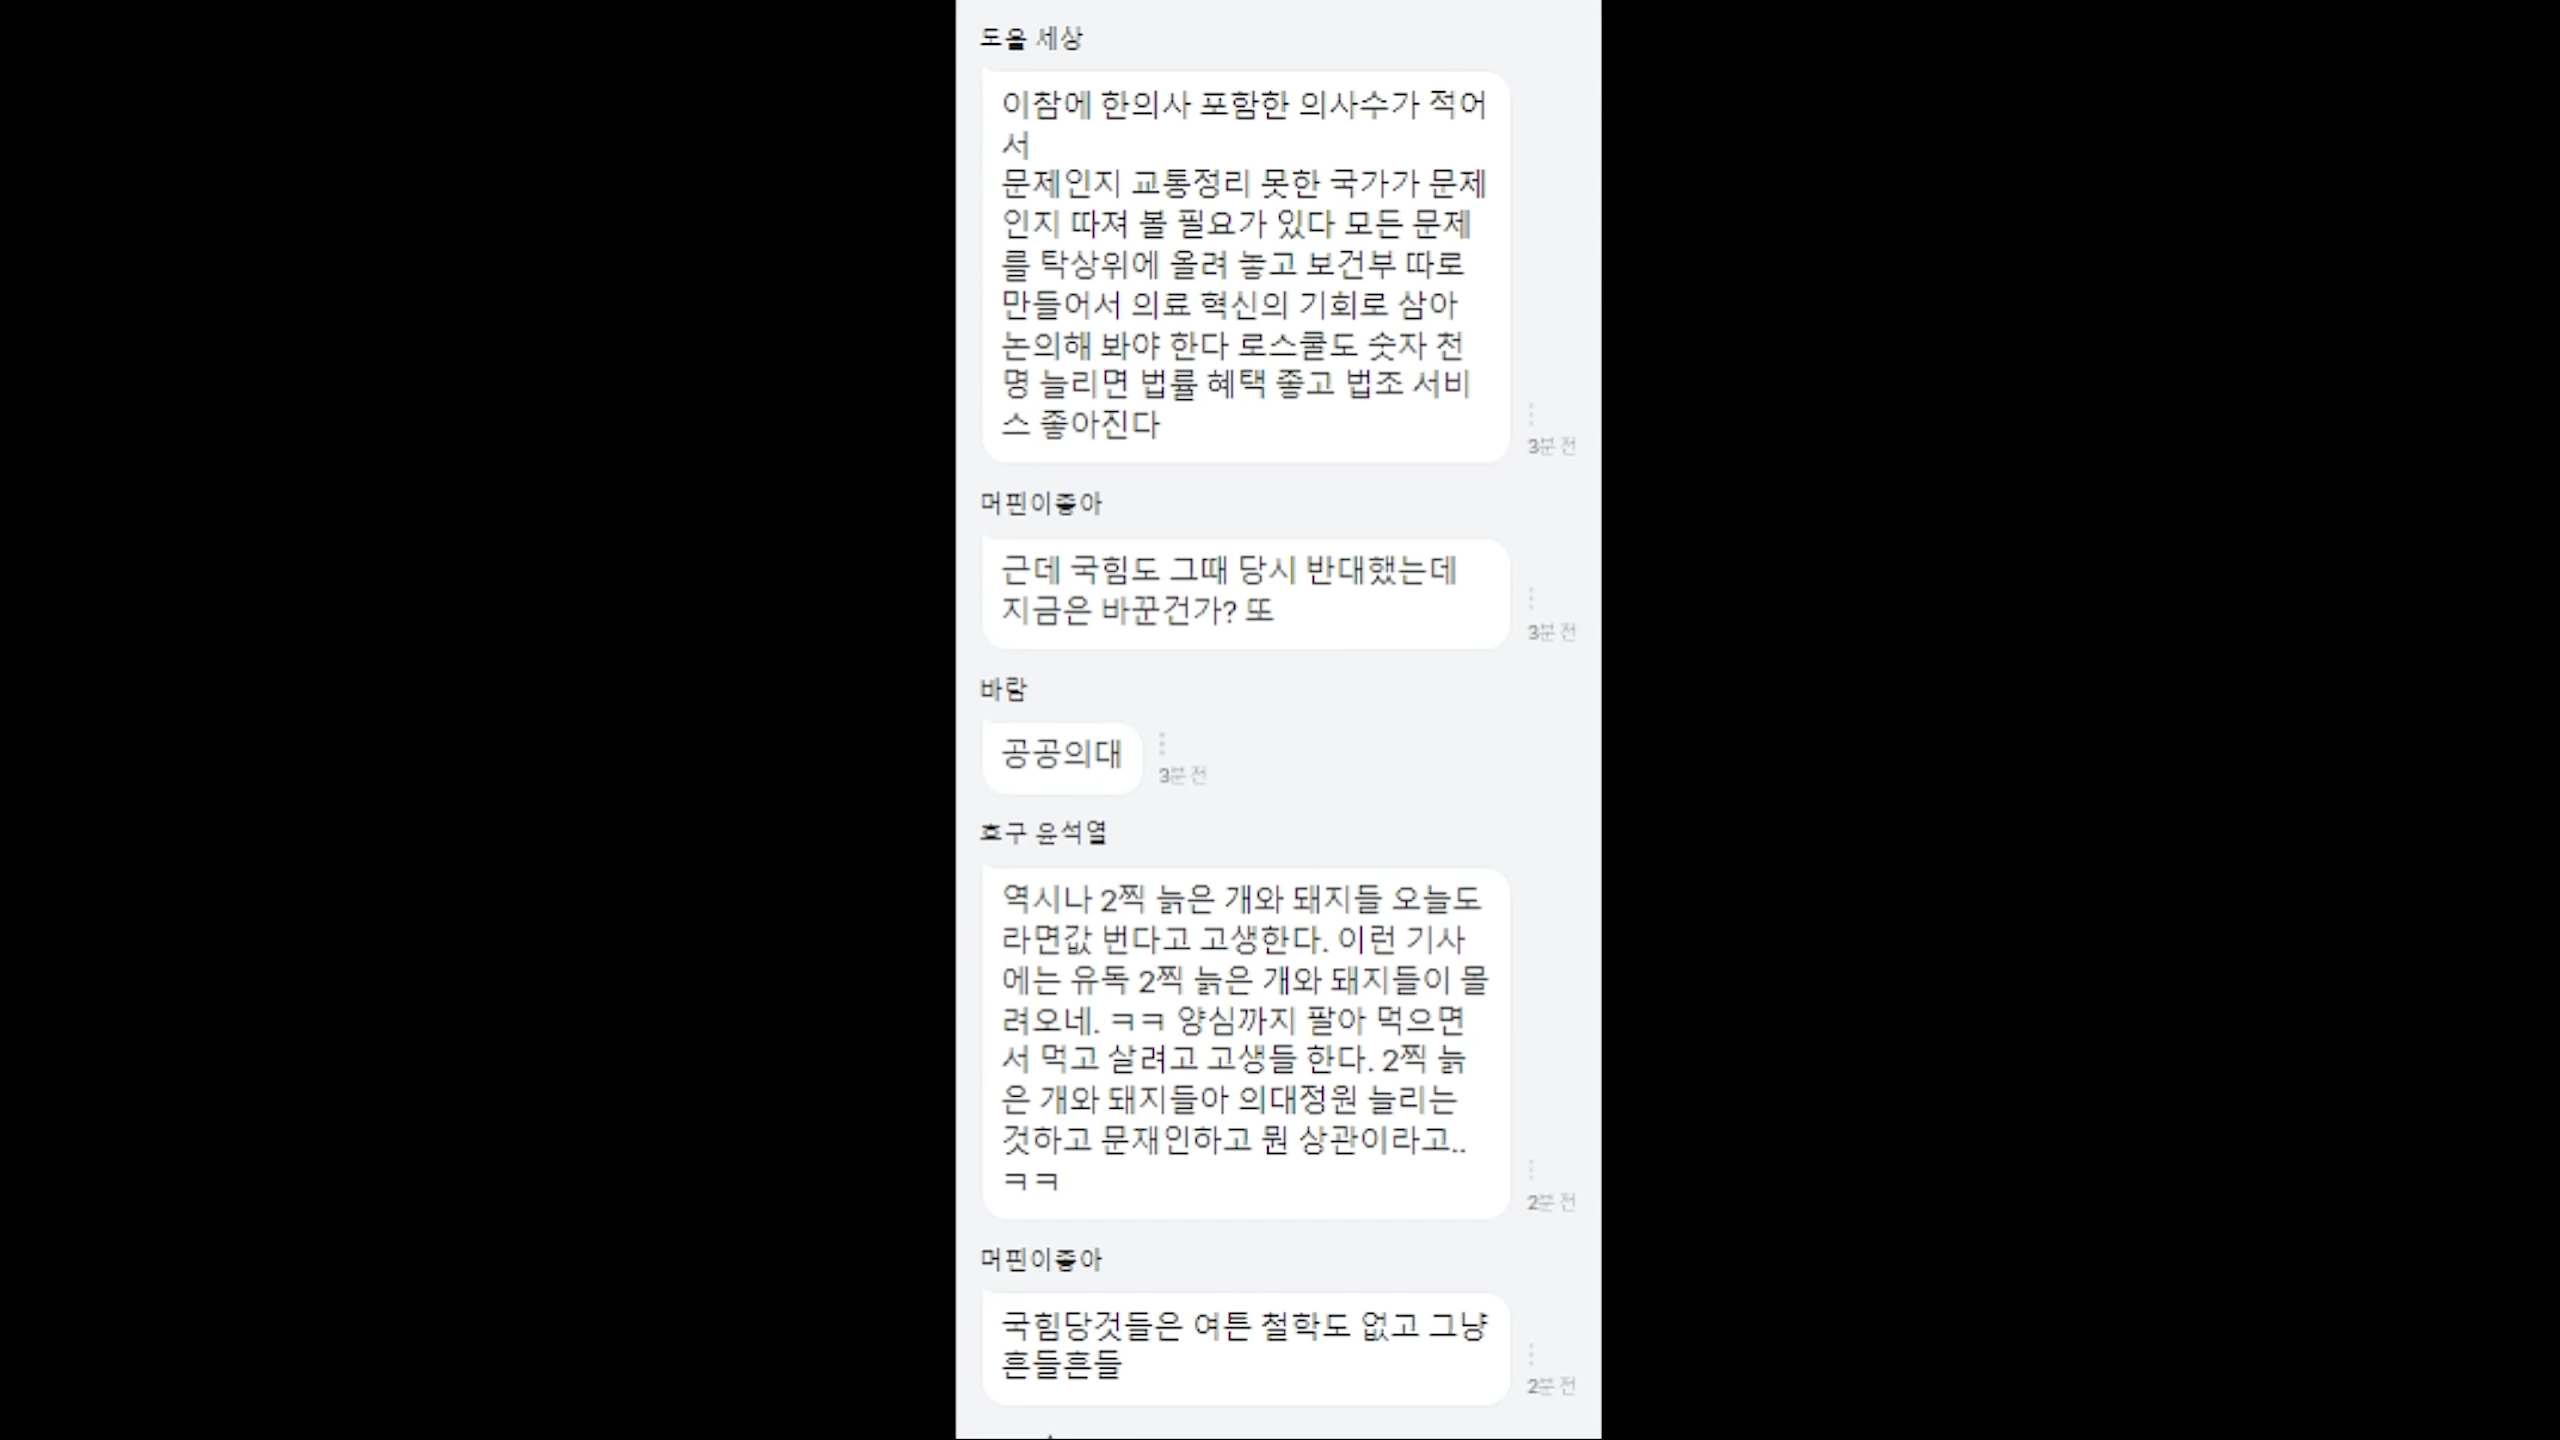 도올 세상
이참에 한의사 포함한 의사수가 적어
서
문제인지 교통정리 못한 국가가 문제
인지 따져 볼 필요가 있다 모든 문제
를 탁상위에 올려 놓고 보건부 따로
만들어서 의료 혁신의 기회로 삼아
논의해 봐야 한다 로스쿨도 숫자 천
명 늘리면 법률 혜택 좋고 법조 서비
스 좋아진다
3분 전
머핀이좋아
근데 국힘도 그때 당시 반대했는데
지금은 바꾼건가? 또
3분 전
바람
공공의대
3분 전
호구 윤석열
역시나 2찍 늙은 개와 돼지들 오늘도
라면값 번다고 고생한다. 이런 기사
에는 유독 2찍 늙은 개와 돼지들이 몰
려오네. ㅋㅋ 양심까지 팔아 먹으면
서 먹고 살려고 고생들 한다. 2찍 늙
은 개와 돼지들아 의대정원 늘리는
것하고 문재인하고 뭔 상관이라고..
ㅋㅋ
2분 전
머핀이좋아
국힘당것들은 여튼 철학도 없고 그냥
흔들흔들
2분 전